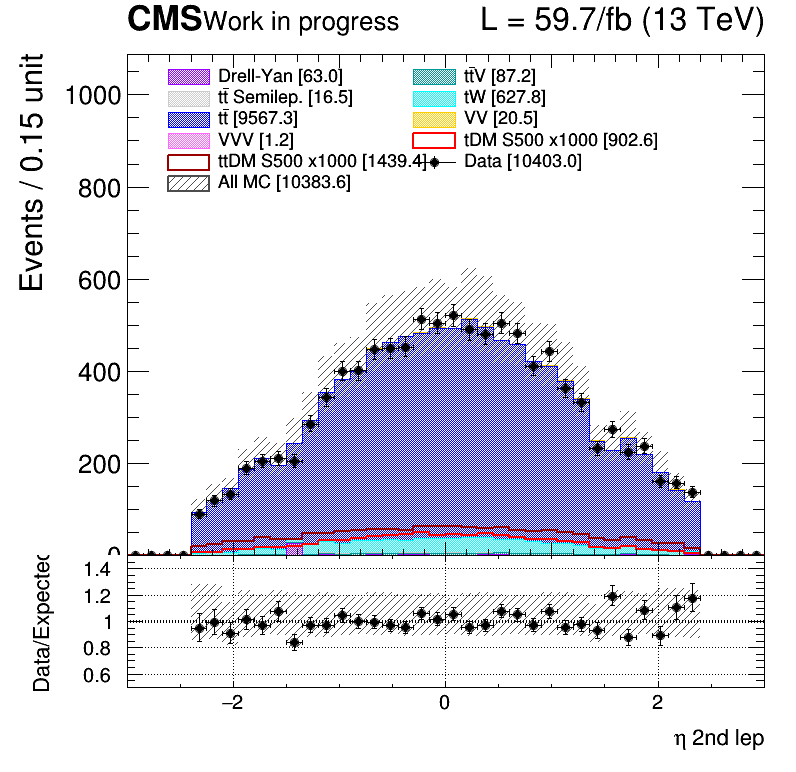 CMS Work in progress L = 59.7/fb (13 TeV)
Events / 0.15 unit
Drell-Yan [63.0] tt̄V [87.2]
tt̄ Semilep. [16.5] tW [627.8]
tt̄ [9567.3] VV [20.5]
VVV [1.2] tDM S500 x1000 [902.6]
ttDM S500 x1000 [1439.4] Data [10403.0]
All MC [10383.6]
1000
800
600
400
200
0
Data/Expected
1.4
1.2
1
0.8
0.6
−2 0 2
η 2nd lep